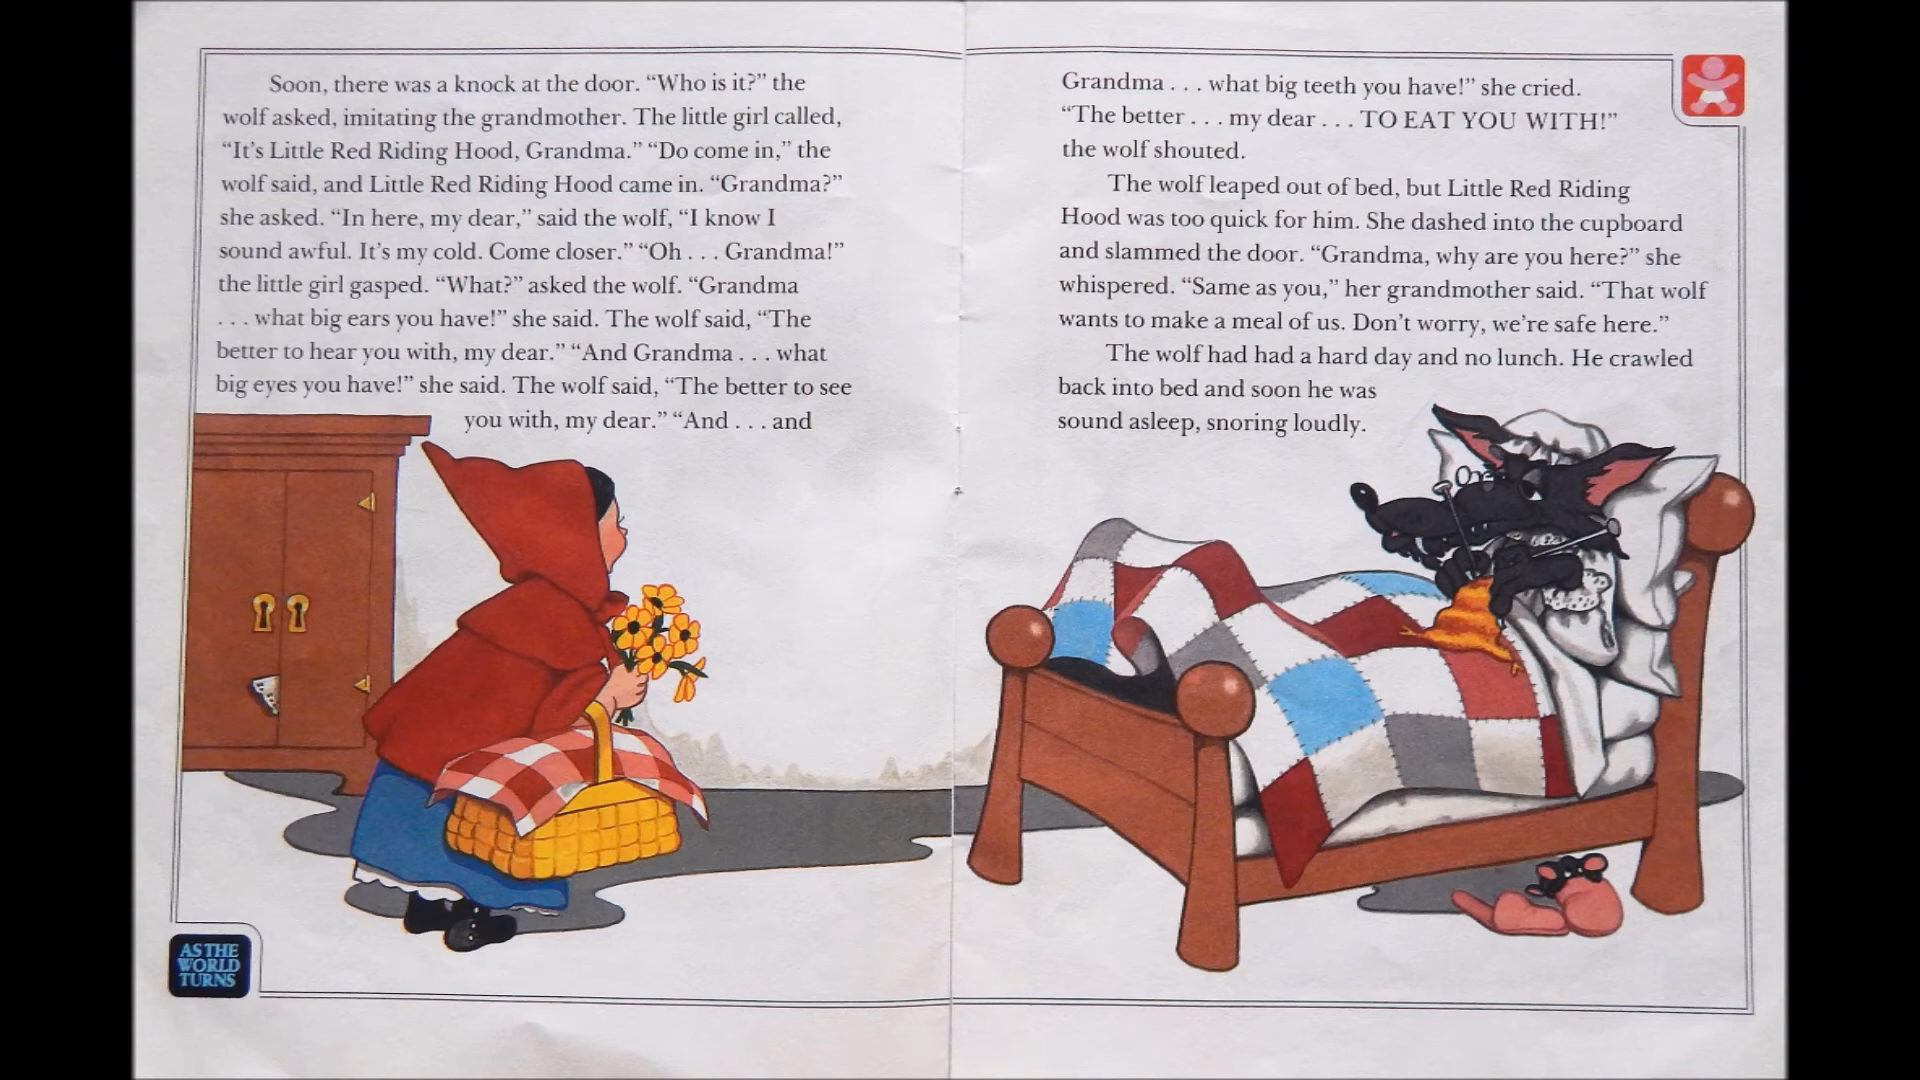 Soon, there was a knock at the door. “Who is it?” the
wolf asked, imitating the grandmother. The little girl called,
“It’s Little Red Riding Hood, Grandma.” “Do come in,” the
wolf said, and Little Red Riding Hood came in. “Grandma?”
she asked. “In here, my dear,” said the wolf, “I know I
sound awful. It’s my cold. Come closer.” “Oh . . . Grandma!”
the little girl gasped. “What?” asked the wolf. “Grandma
. . . what big ears you have!” she said. The wolf said, “The
better to hear you with, my dear.” “And Grandma . . . what
big eyes you have!” she said. The wolf said, “The better to see
you with, my dear.” “And . . . and
AS THE
WORLD
TURNS
Grandma . . . what big teeth you have!” she cried.
“The better . . . my dear . . . TO EAT YOU WITH!”
the wolf shouted.
The wolf leaped out of bed, but Little Red Riding
Hood was too quick for him. She dashed into the cupboard
and slammed the door. “Grandma, why are you here?” she
whispered. “Same as you,” her grandmother said. “That wolf
wants to make a meal of us. Don’t worry, we’re safe here.”
The wolf had had a hard day and no lunch. He crawled
back into bed and soon he was
sound asleep, snoring loudly.